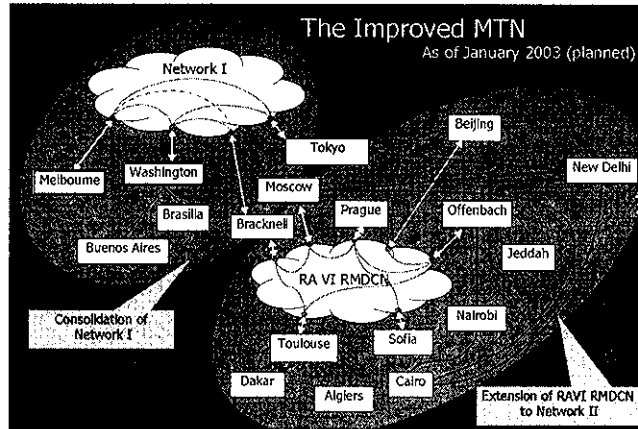 The Improved MTN
As of January 2003 (planned)
Network I
Tokyo
Beijing
Melbourne
Washington
New Delhi
Moscow
Brasilia
Prague
Offenbach
Bracknell
Buenos Aires
Jeddah
RA VI RMDCN
Consolidation of
Network I
Nairobi
Toulouse
Sofia
Dakar
Cairo
Algiers
Extension of RAVI RMDCN
to Network II